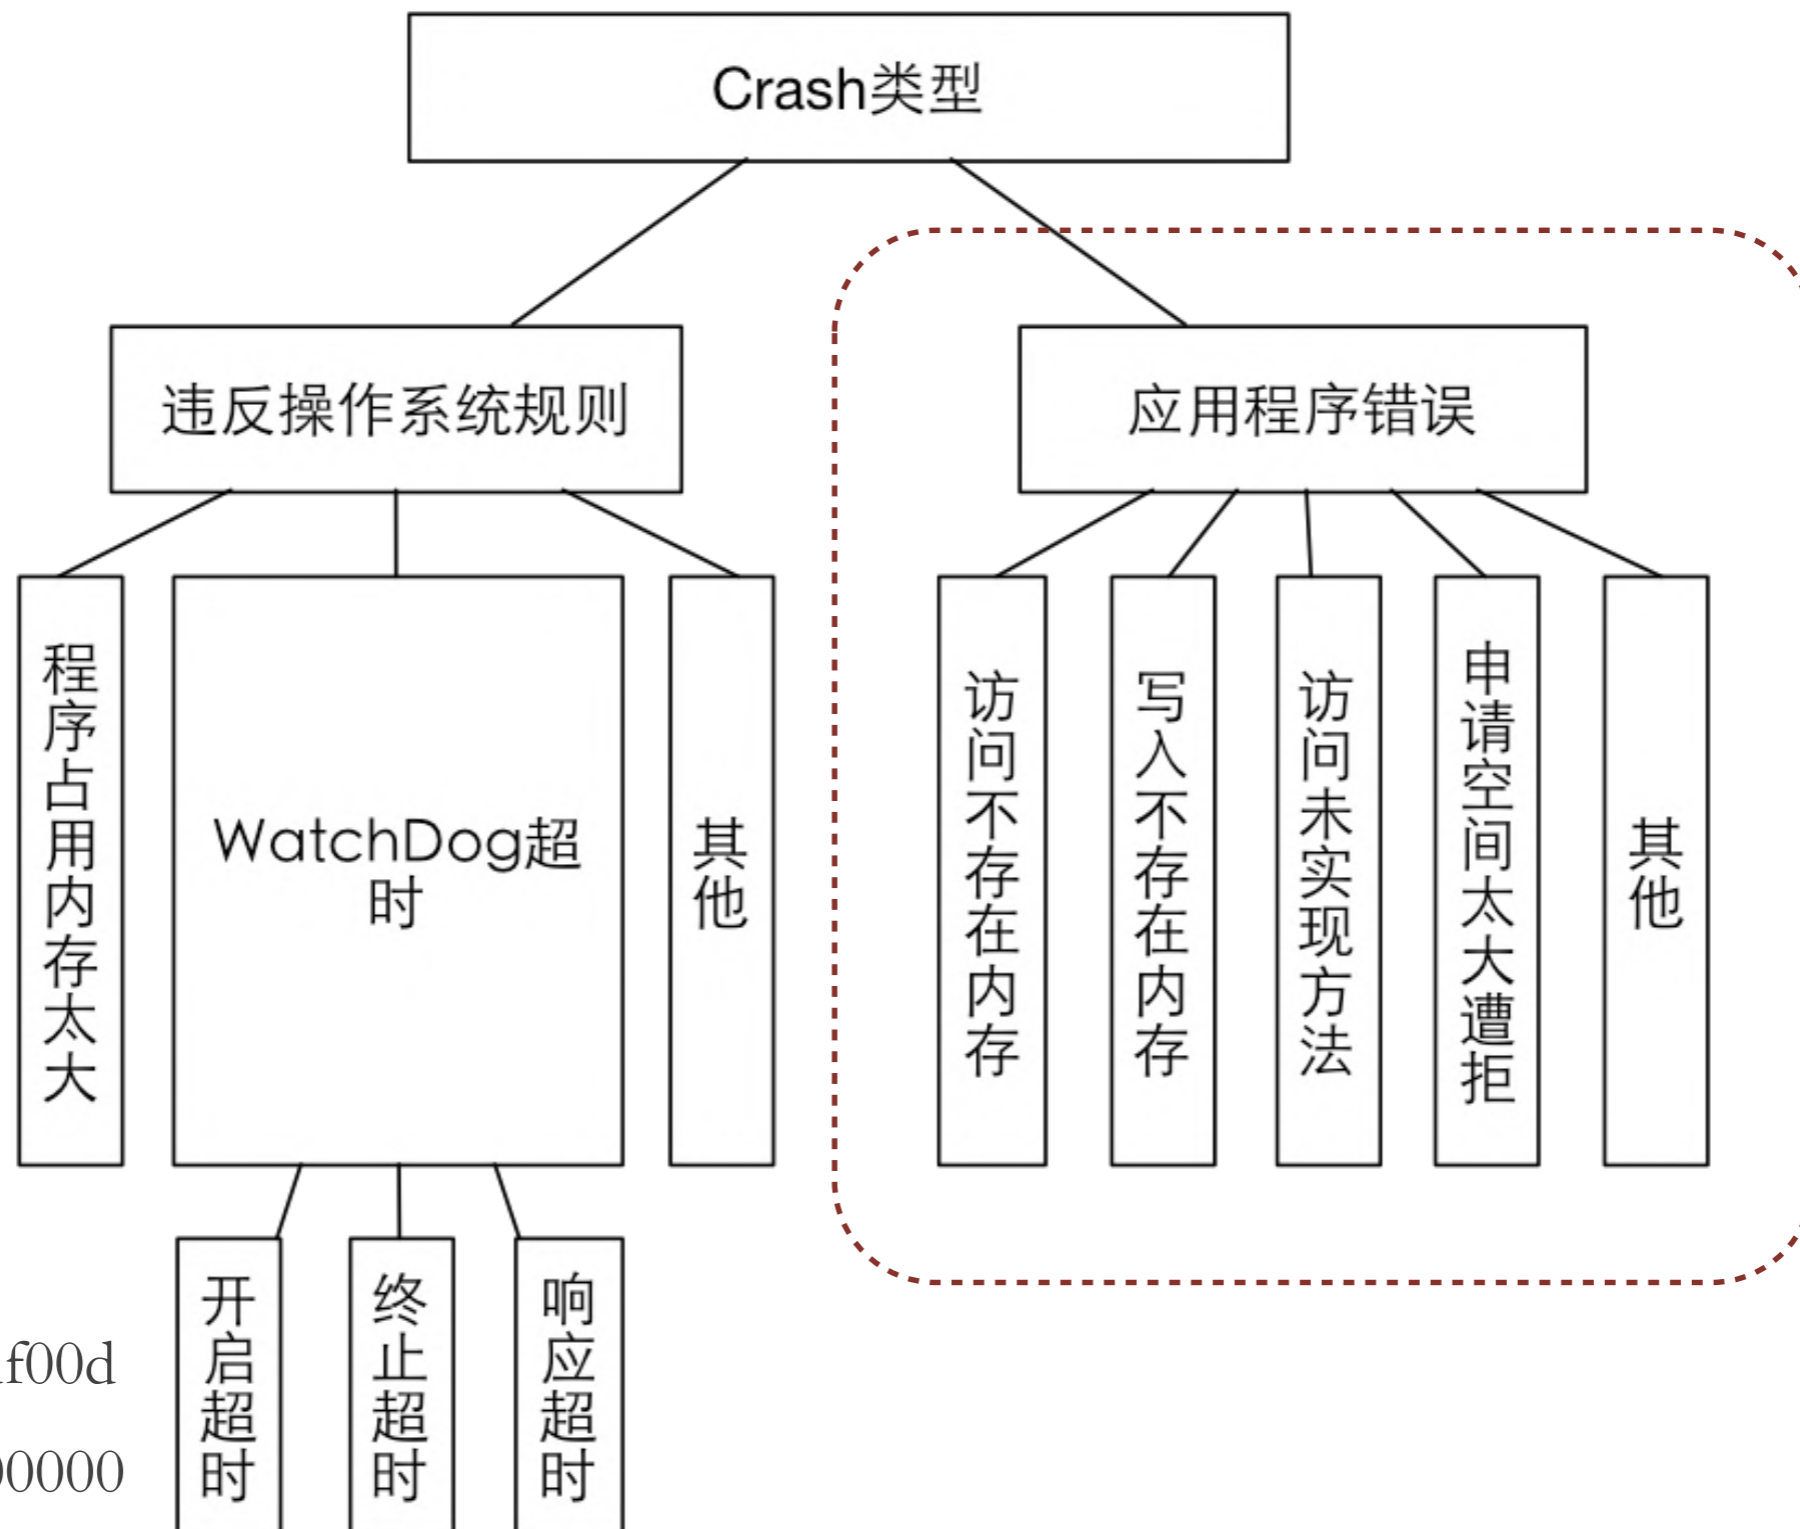 Crash类型
违反操作系统规则
应用程序错误
程序占用内存太大
WatchDog超
时
其他
访问不存在内存
写入不存在内存
访问未实现方法
申请空间太大遭拒
其他
开启超时
终止超时
响应超时
f00d
00000